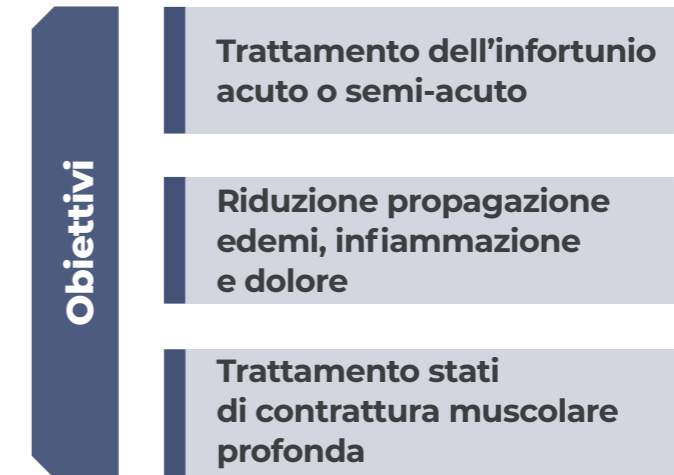 Obiettivi
Trattamento dell’infortunio
acuto o semi-acuto
Riduzione propagazione
edemi, infiammazione
e dolore
Trattamento stati
di contrattura muscolare
profonda